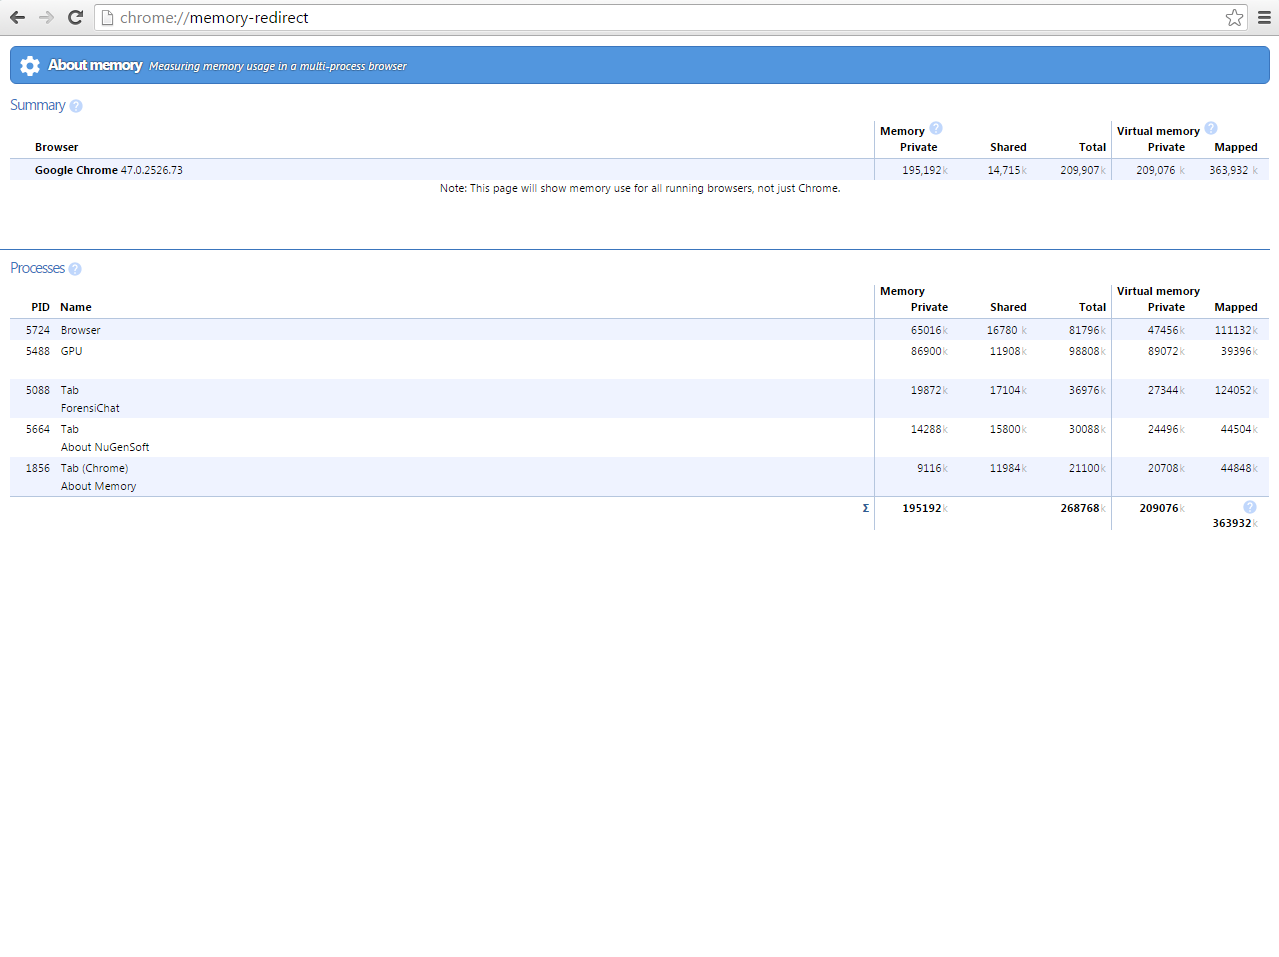 chrome://memory-redirect
About memory Measuring memory usage in a multi-process browser
Summary ?
Memory ? Virtual memory ?
Browser Private Shared Total Private Mapped
Google Chrome 47.0.2526.73 195,192k 14,715k 209,907k 209,076 k 363,932 k
Note: This page will show memory use for all running browsers, not just Chrome.
Processes ?
Memory Virtual memory
PID Name Private Shared Total Private Mapped
5724 Browser 65016k 16780 k 81796k 47456k 111132k
5488 GPU 86900k 11908k 98808k 89072k 39396k
5088 Tab 19872k 17104k 36976k 27344k 124052k
ForensiChat
5664 Tab 14288k 15800k 30088k 24496k 44504k
About NuGenSoft
1856 Tab (Chrome) 9116k 11984k 21100k 20708k 44848k
About Memory
Σ 195192k 268768k 209076k ?
363932k